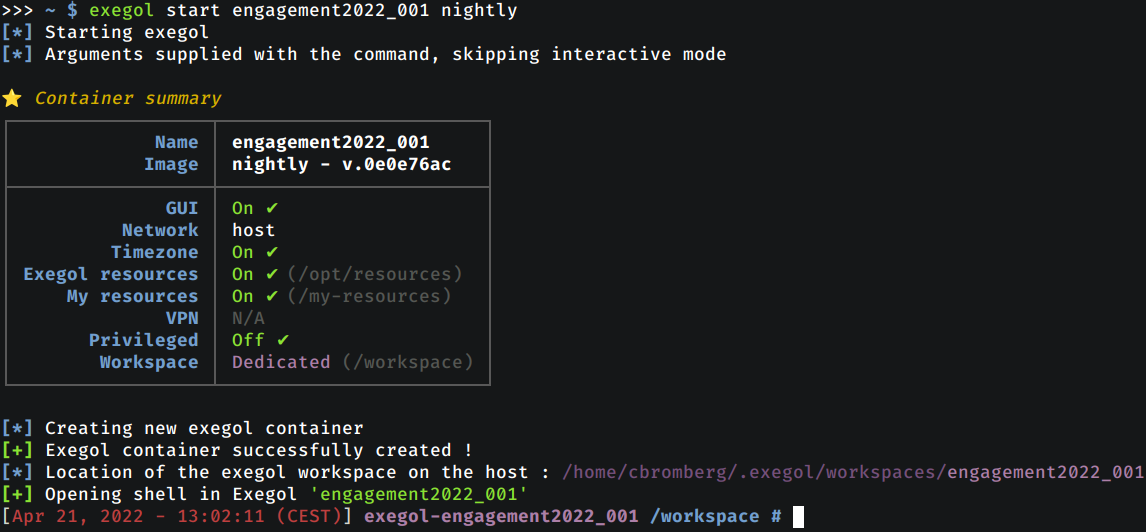 >>> ~ $ exegol start engagement2022_001 nightly
[*] Starting exegol
[*] Arguments supplied with the command, skipping interactive mode
⭐ Container summary
Name engagement2022_001
Image nightly - v.0e0e76ac
GUI On ✔
Network host
Timezone On ✔
Exegol resources On ✔ (/opt/resources)
My resources On ✔ (/my-resources)
VPN N/A
Privileged Off ✔
Workspace Dedicated (/workspace)
[*] Creating new exegol container
[+] Exegol container successfully created !
[*] Location of the exegol workspace on the host : /home/cbromberg/.exegol/workspaces/engagement2022_001
[+] Opening shell in Exegol 'engagement2022_001'
[Apr 21, 2022 - 13:02:11 (CEST)] exegol-engagement2022_001 /workspace #